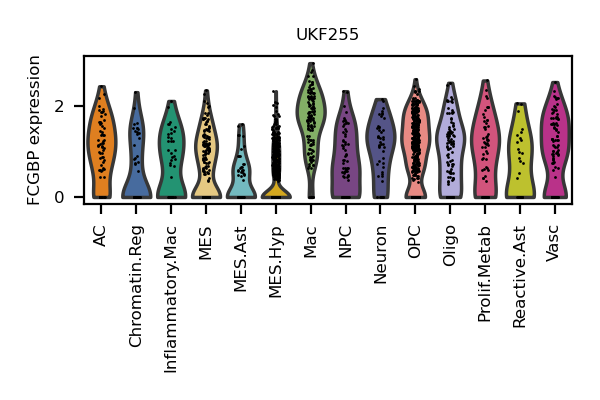 UKF255
FCGBP expression
2
0
AC
Chromatin.Reg
Inflammatory.Mac
MES
MES.Ast
MES.Hyp
Mac
NPC
Neuron
OPC
Oligo
Prolif.Metab
Reactive.Ast
Vasc